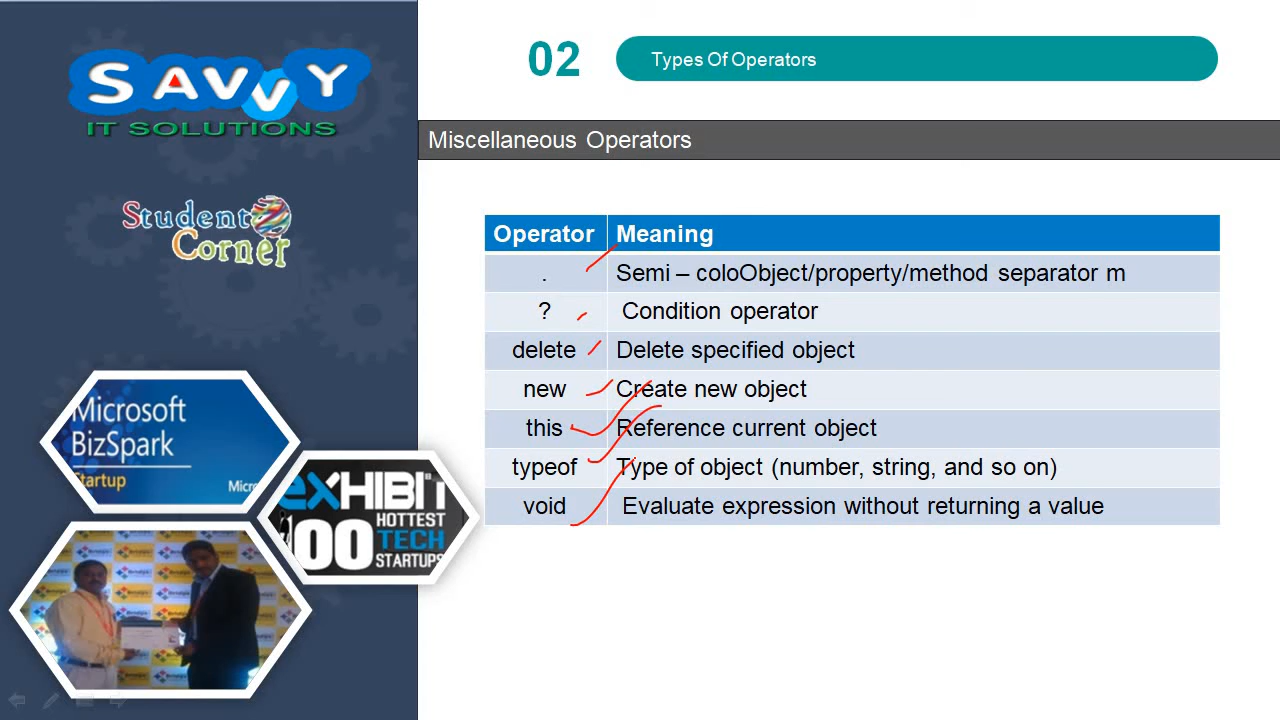 SAVVY
IT SOLUTIONS
Student
Corner
Microsoft
BizSpark
Startup
Micros
eXHIBIT
100 HOTTEST
TECH
STARTUPS
02 Types Of Operators
Miscellaneous Operators
Operator Meaning
. Semi – coloObject/property/method separator m
? Condition operator
delete Delete specified object
new Create new object
this Reference current object
typeof Type of object (number, string, and so on)
void Evaluate expression without returning a value